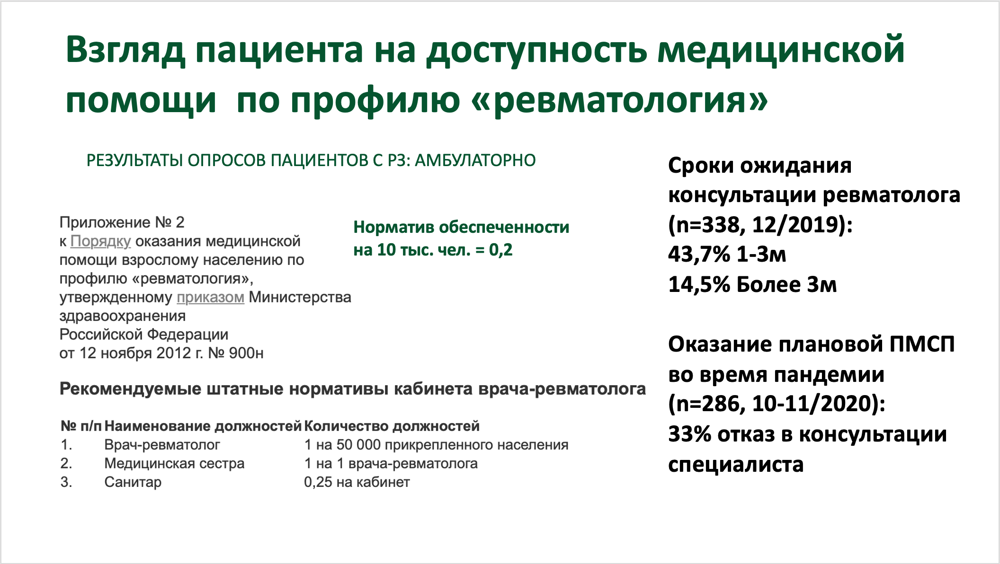 Взгляд пациента на доступность медицинской
помощи по профилю «ревматология»
РЕЗУЛЬТАТЫ ОПРОСОВ ПАЦИЕНТОВ С РЗ: АМБУЛАТОРНО
Приложение № 2
к Порядку оказания медицинской
помощи взрослому населению по
профилю «ревматология»,
утвержденному приказом Министерства
здравоохранения
Российской Федерации
от 12 ноября 2012 г. № 900н
Норматив обеспеченности
на 10 тыс. чел. = 0,2
Рекомендуемые штатные нормативы кабинета врача-ревматолога
№ п/п Наименование должностей Количество должностей
1. Врач-ревматолог 1 на 50 000 прикрепленного населения
2. Медицинская сестра 1 на 1 врача-ревматолога
3. Санитар 0,25 на кабинет
Сроки ожидания
консультации ревматолога
(n=338, 12/2019):
43,7% 1-3м
14,5% Более 3м
Оказание плановой ПМСП
во время пандемии
(n=286, 10-11/2020):
33% отказ в консультации
специалиста